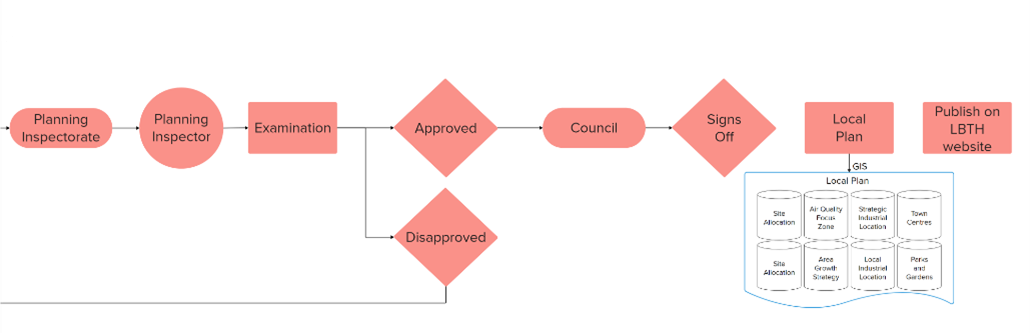 Planning
Inspectorate
Planning
Inspector
Examination
Approved
Disapproved
Council
Signs
Off
Local
Plan
Publish on
LBTH
website
GIS
Local Plan
Site
Allocation
Air Quality
Focus
Zone
Strategic
Industrial
Location
Town
Centres
Site
Allocation
Area
Growth
Strategy
Local
Industrial
Location
Parks
and
Gardens